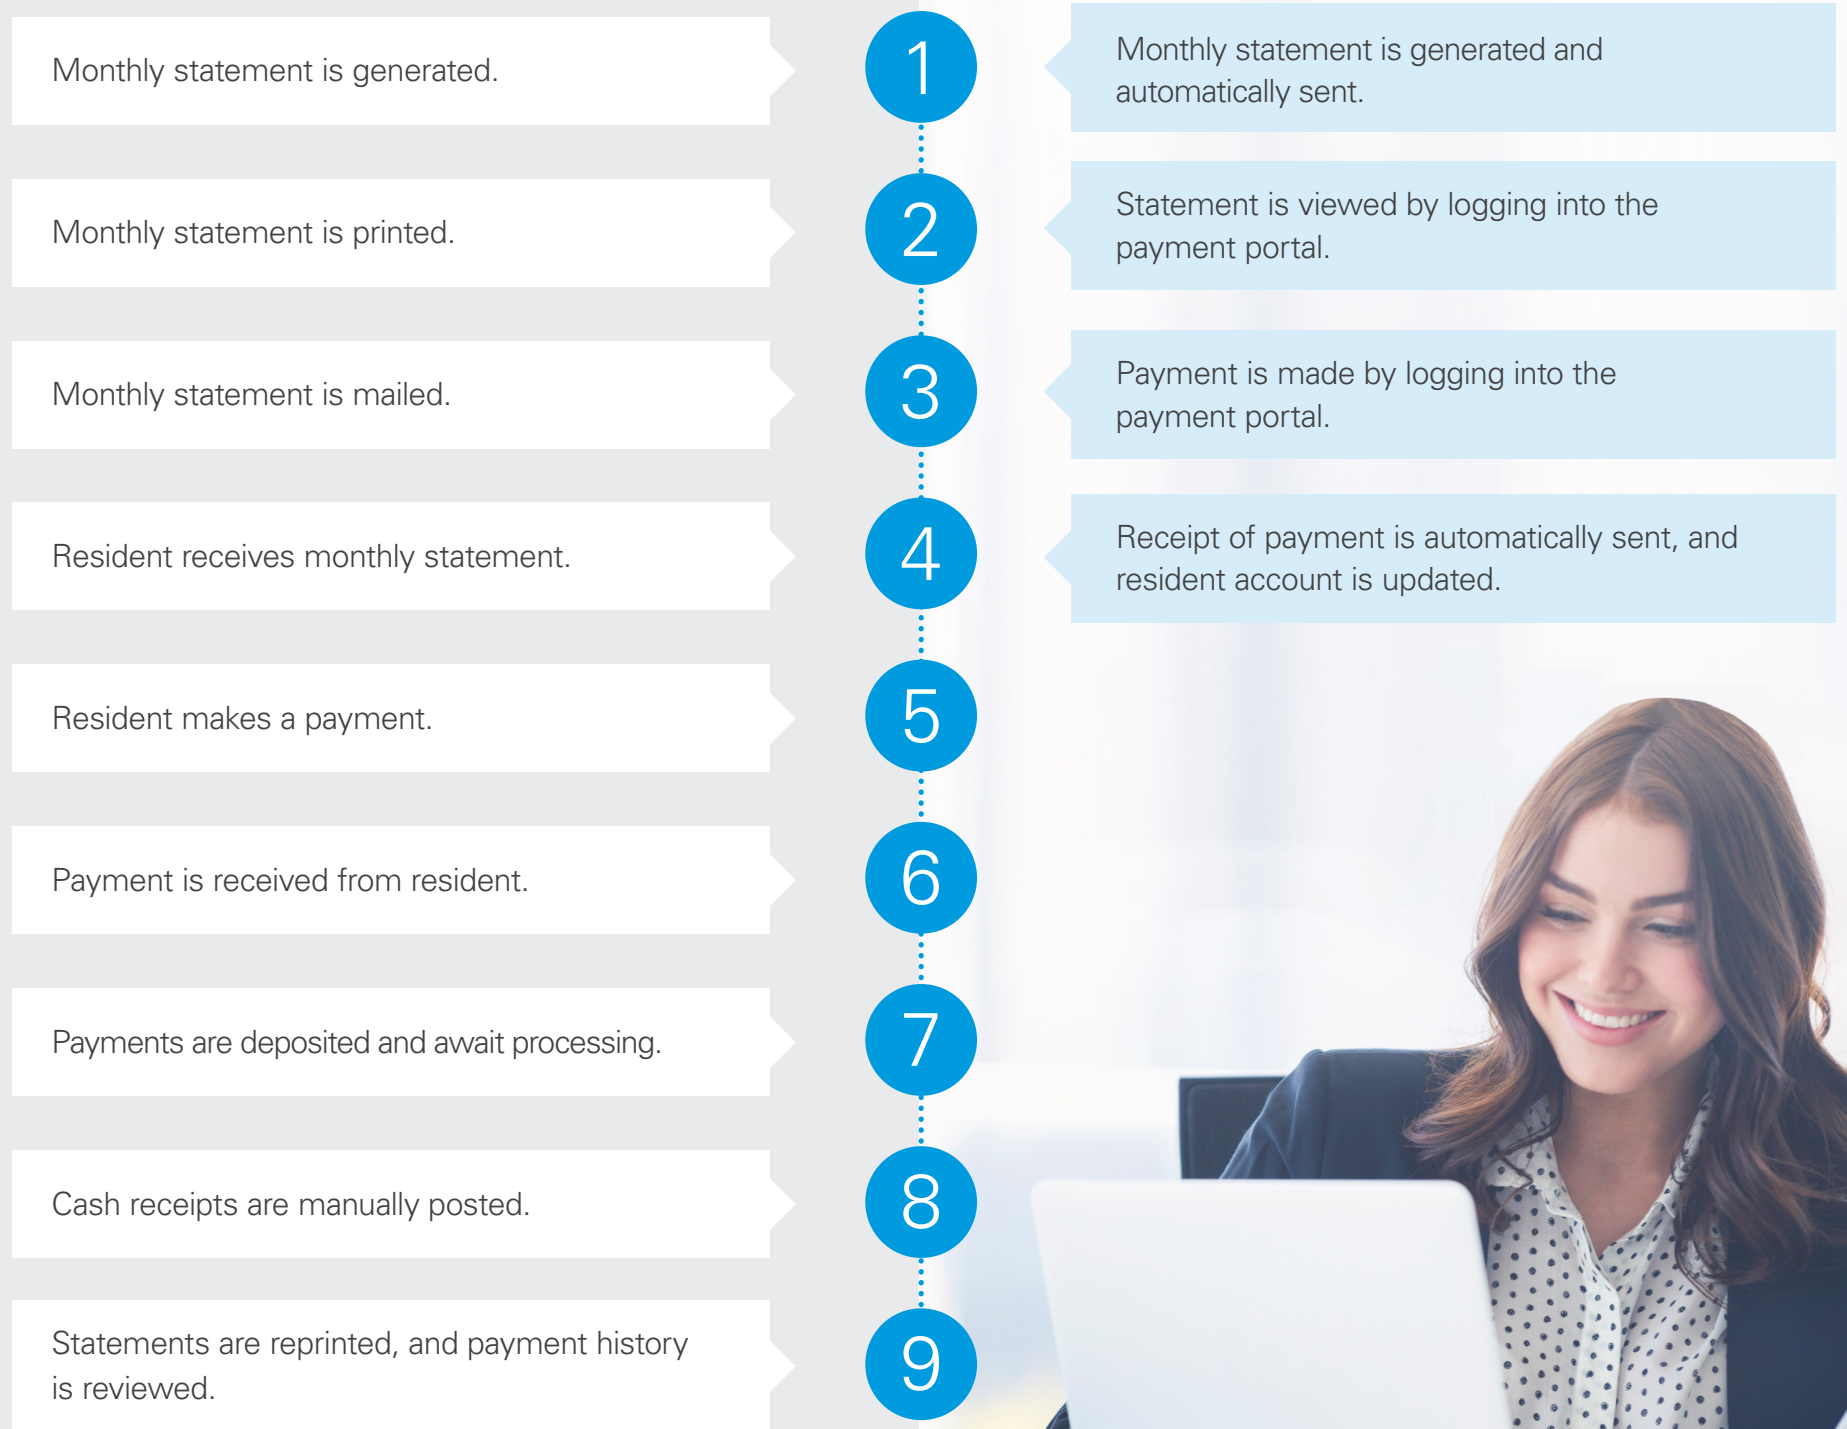 Monthly statement is generated.
1
Monthly statement is generated and
automatically sent.
Monthly statement is printed.
2
Statement is viewed by logging into the
payment portal.
Monthly statement is mailed.
3
Payment is made by logging into the
payment portal.
Resident receives monthly statement.
4
Receipt of payment is automatically sent, and
resident account is updated.
Resident makes a payment.
5
Payment is received from resident.
6
Payments are deposited and await processing.
7
Cash receipts are manually posted.
8
Statements are reprinted, and payment history
is reviewed.
9